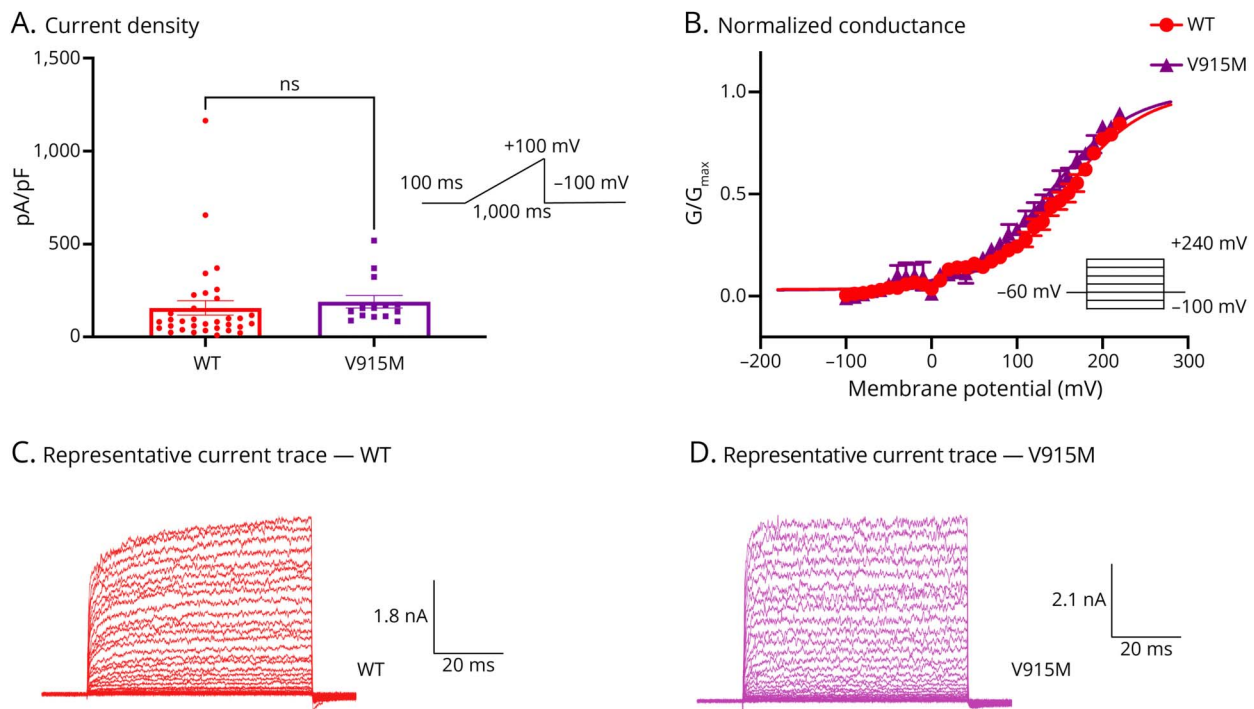 A. Current density
1,500
1,000
500
0
pA/pF
ns
WT
V915M
+100 mV
100 ms
–100 mV
1,000 ms
B. Normalized conductance
WT
V915M
1.0
0.5
0.0
G/Gmax
+240 mV
–60 mV
–100 mV
–200
–100
0
100
200
300
Membrane potential (mV)
C. Representative current trace — WT
1.8 nA
20 ms
WT
D. Representative current trace — V915M
2.1 nA
20 ms
V915M